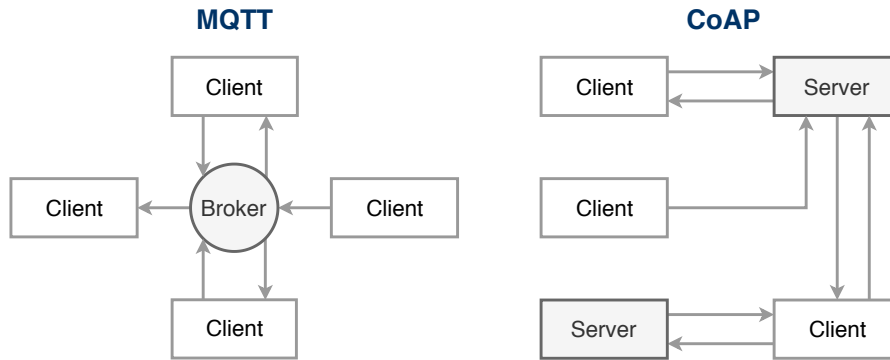 MQTT
CoAP
Client
Client
Broker
Client
Client
Client
Server
Client
Server
Client